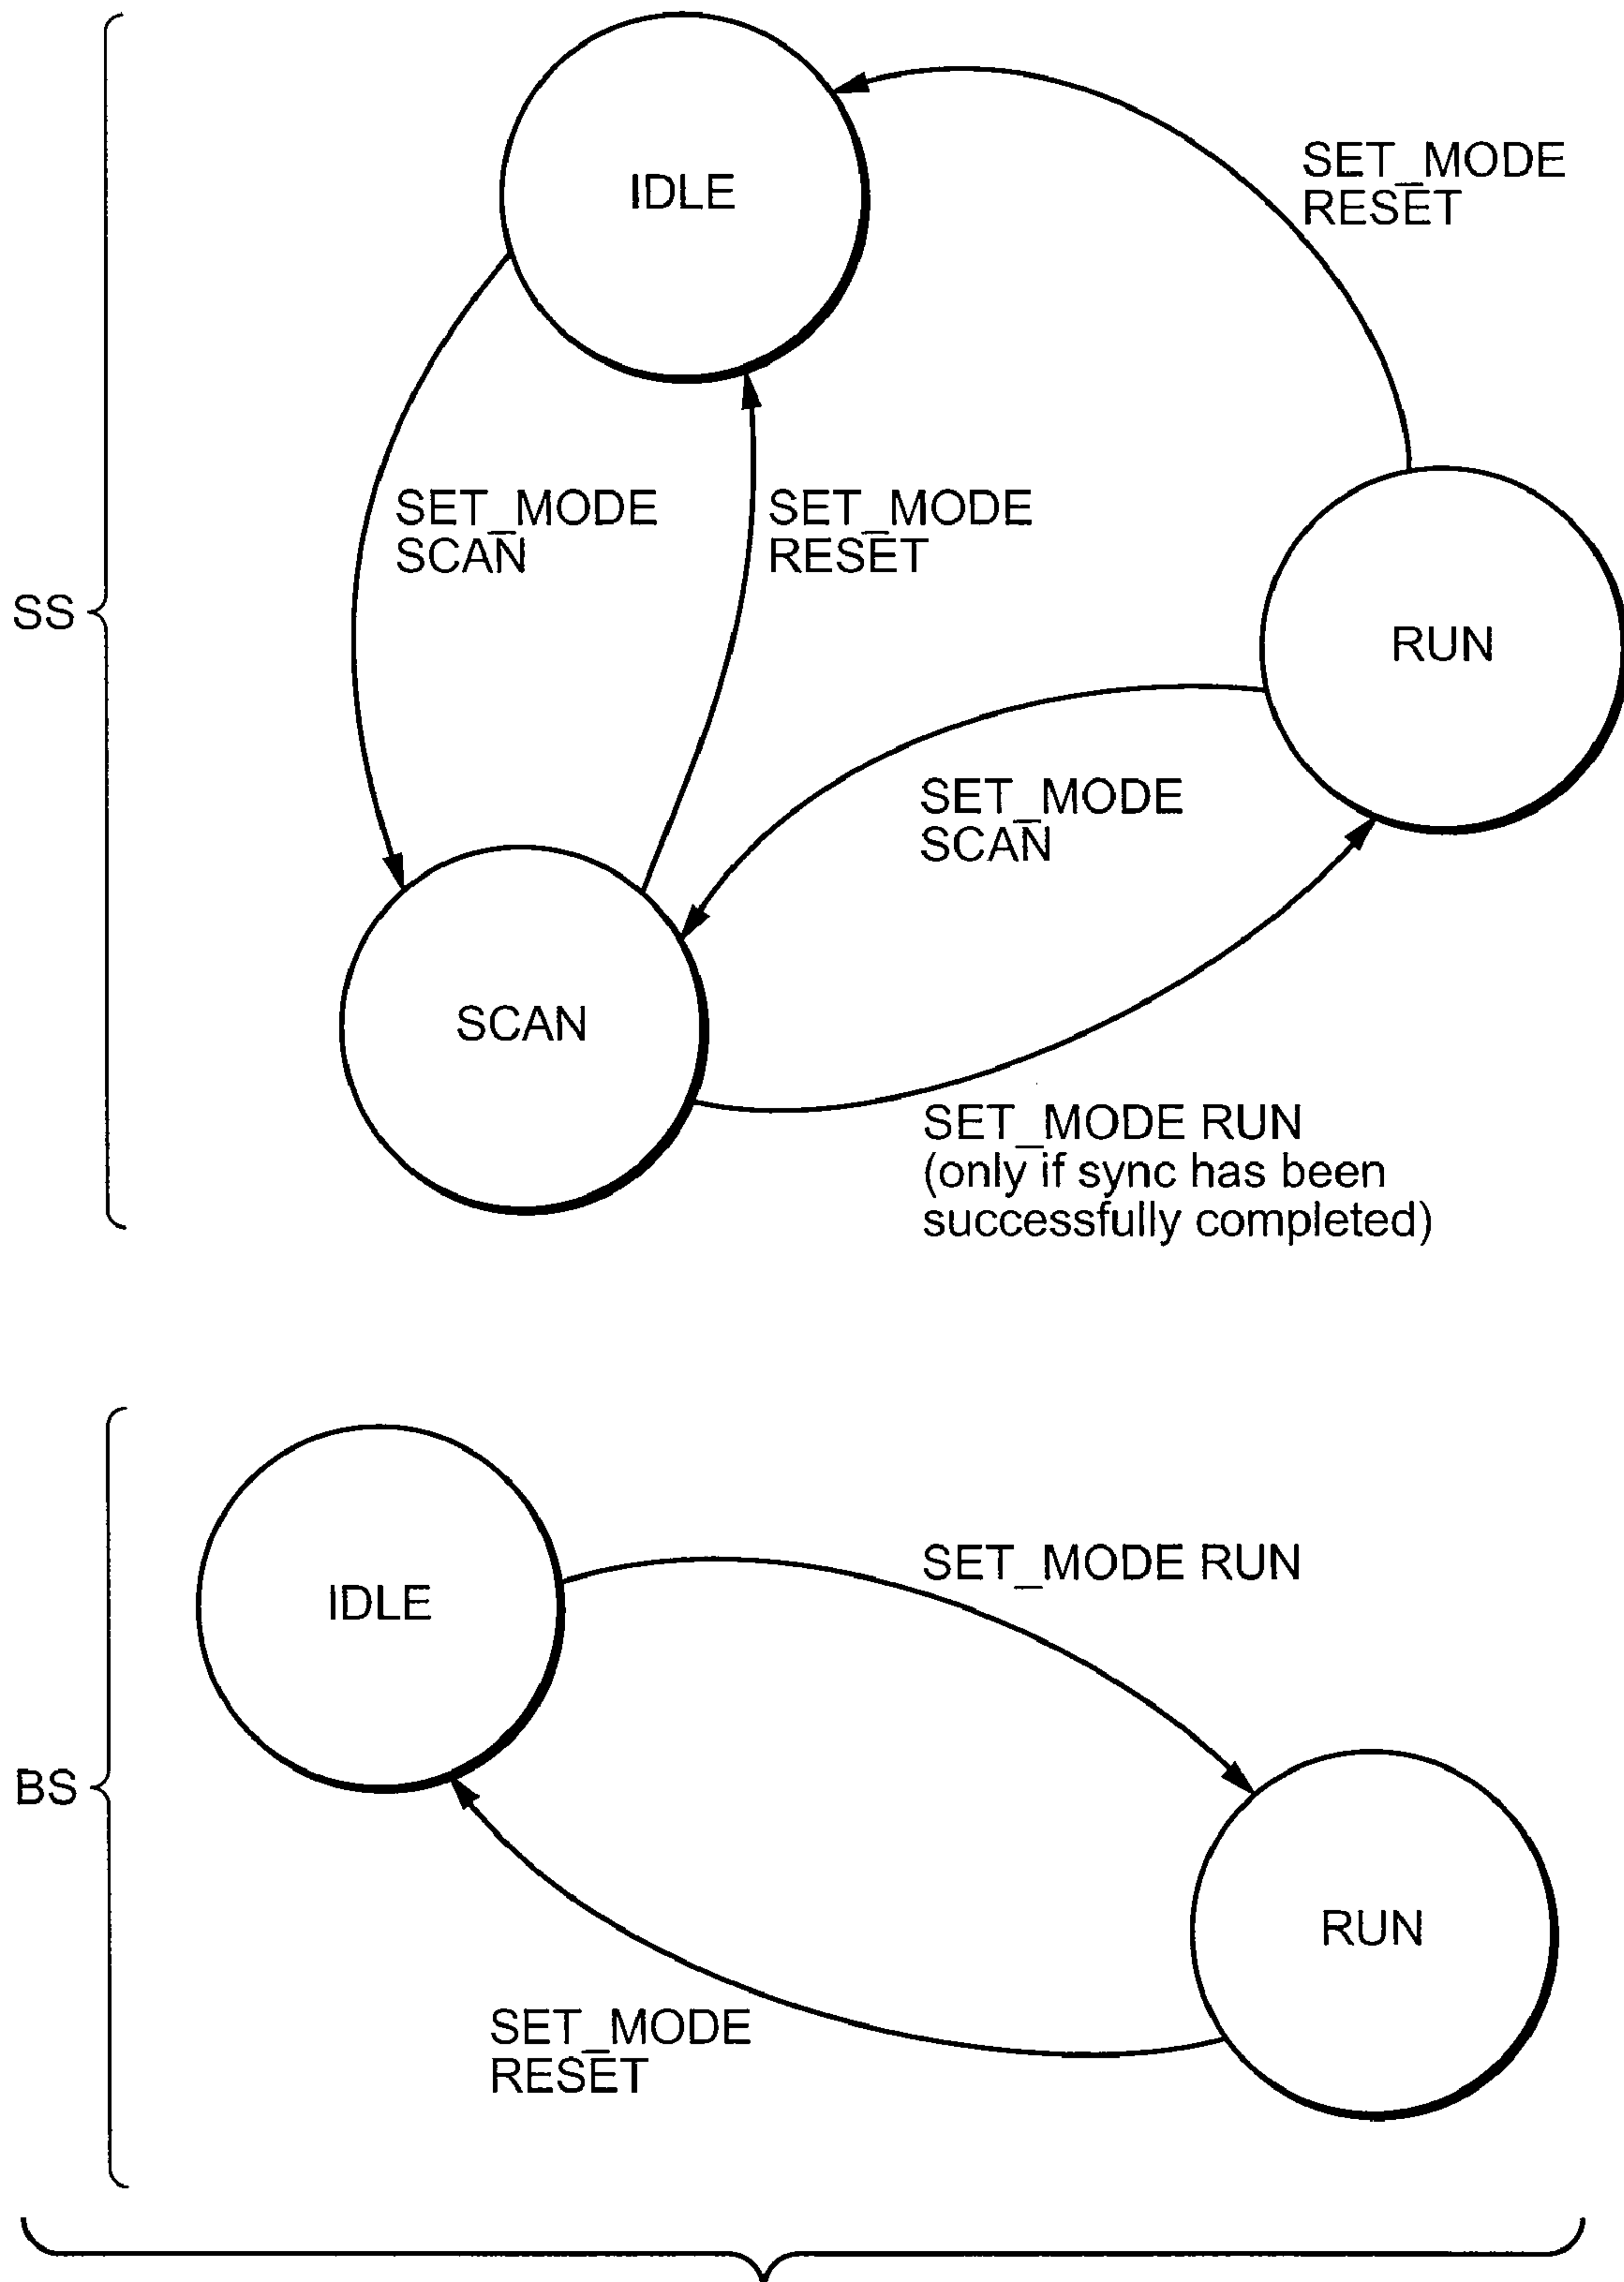 IDLE
SET_MODE
RESET
SET_MODE
SCAN
SET_MODE
RESET
SS
RUN
SET_MODE
SCAN
SCAN
SET_MODE RUN
(only if sync has been
successfully completed)
IDLE
SET_MODE RUN
BS
RUN
SET_MODE
RESET